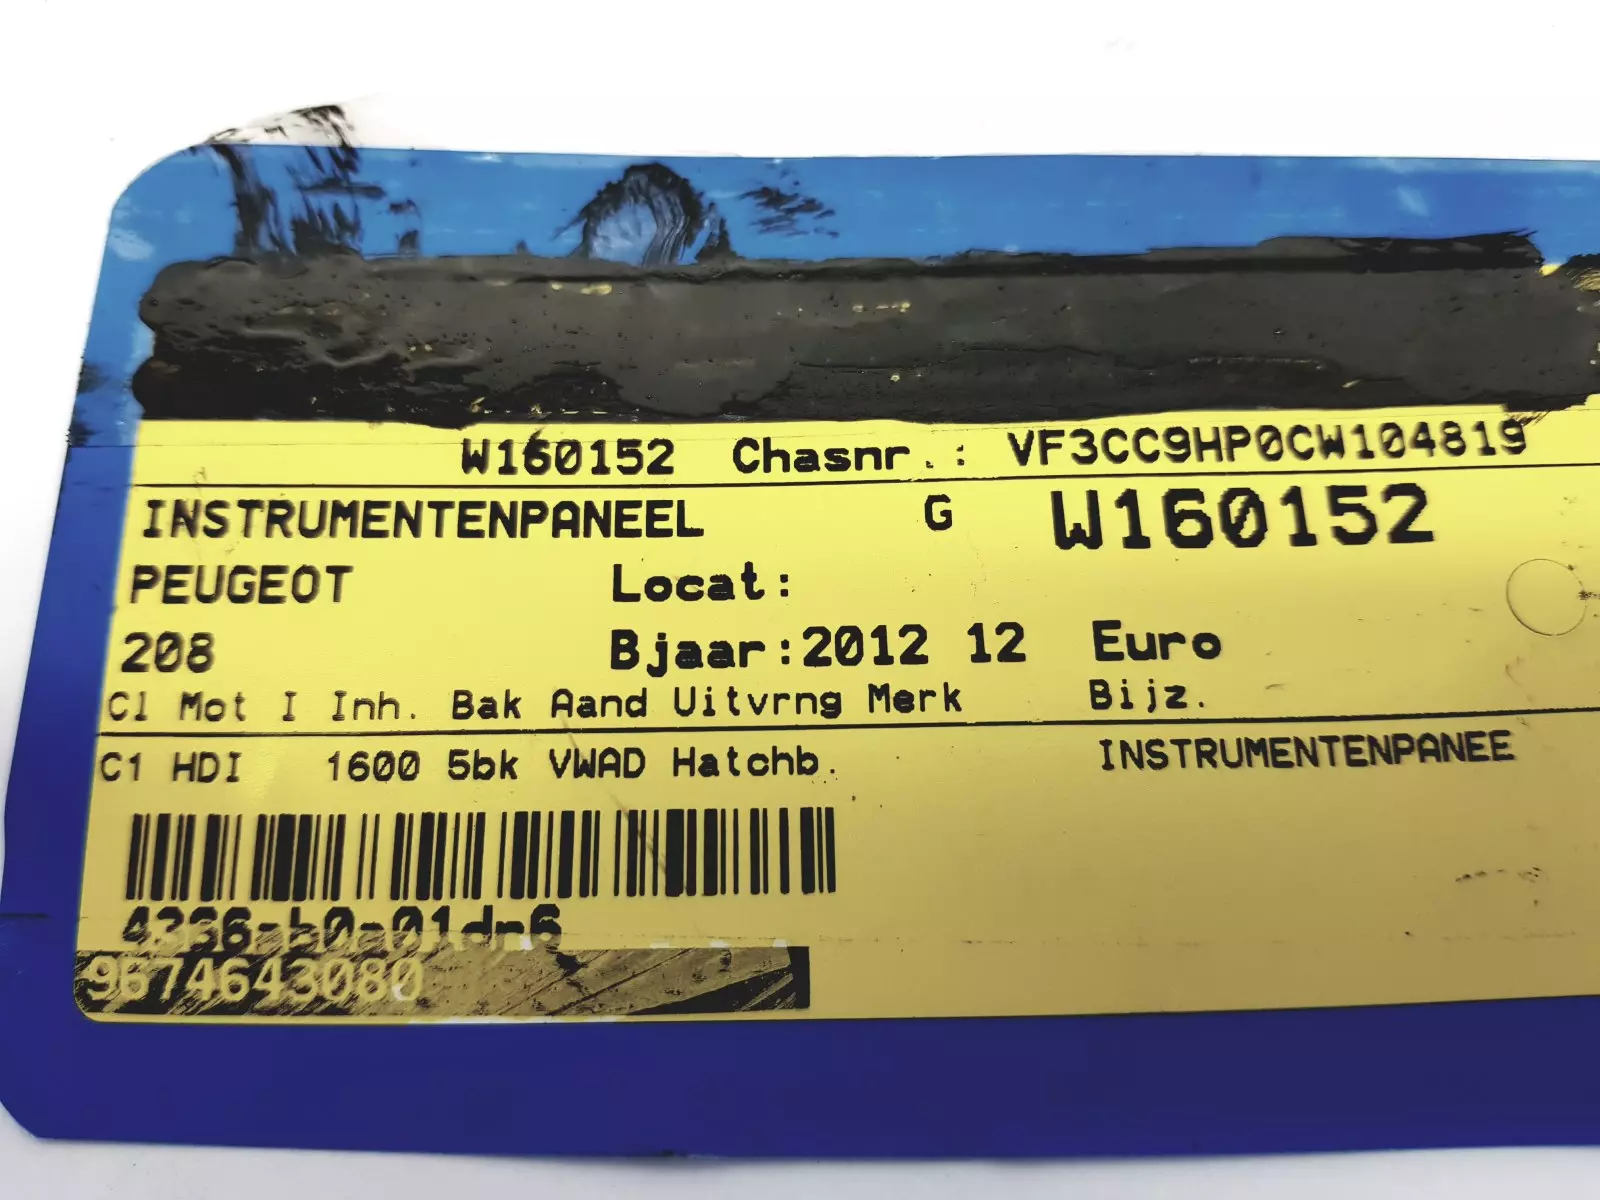 W160152 Chasnr.: VF3CC9HP0CW104819
INSTRUMENTENPANEEL G W160152
PEUGEOT Locat:
208 Bjaar:2012 12 Euro
Cl Mot I Inh. Bak Aand Uitvrng Merk Bijz.
C1 HDI 1600 5bk VWAD Hatchb. INSTRUMENTENPANEE
9674643080